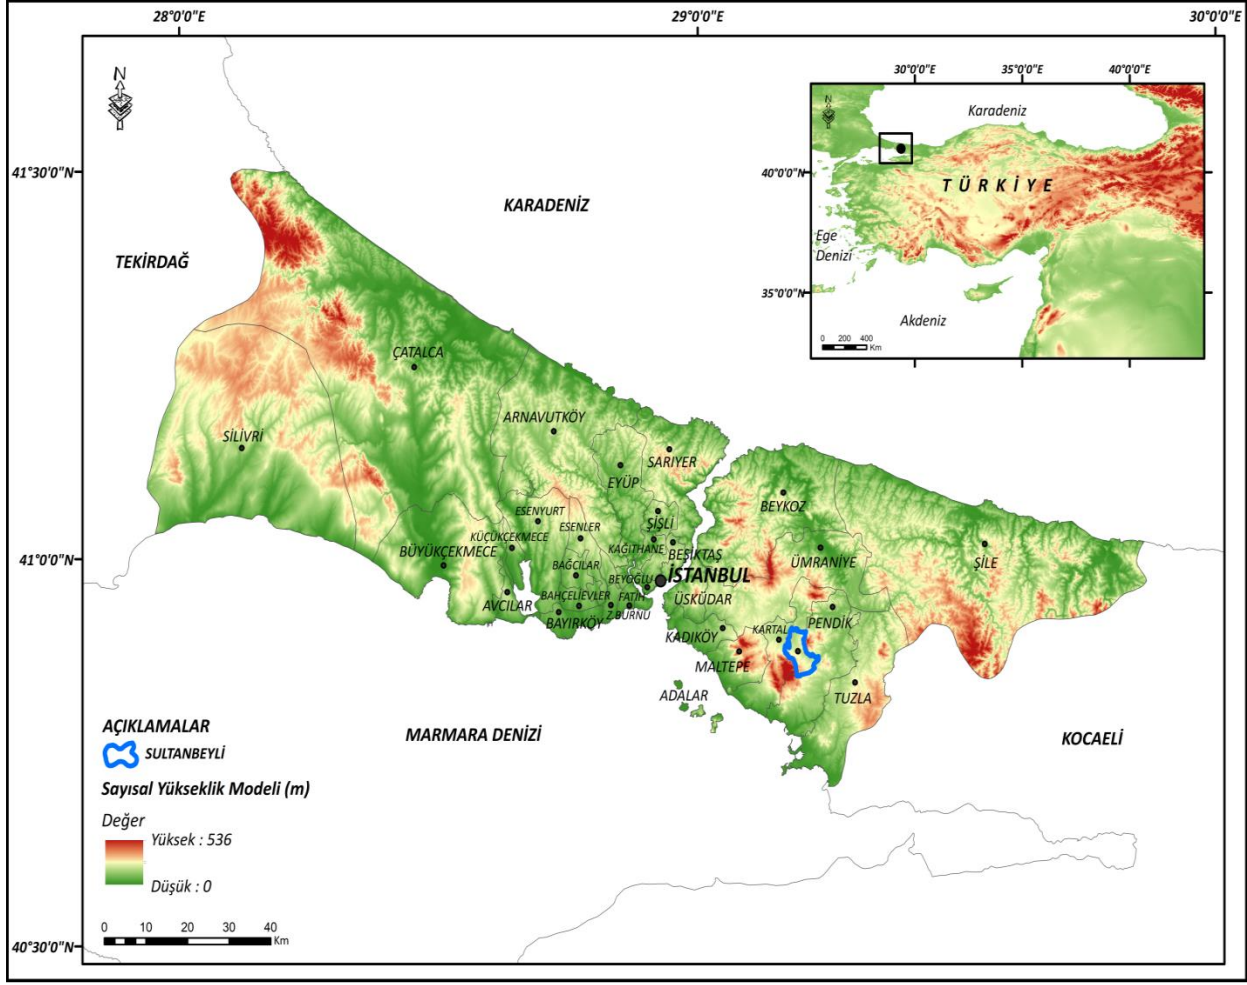 28°0'0"E
29°0'0"E
30°0'0"E
N
30°0'0"E
35°0'0"E
40°0'0"E
N
Karadeniz
41°30'0"N
40°0'0"N
TÜRKİYE
KARADENİZ
Ege
Denizi
TEKİRDAĞ
35°0'0"N
Akdeniz
0 200 400
Km
ÇATALCA
ARNAVUTKÖY
SİLİVRİ
SARIYER
EYÜP
BEYKOZ
ESENYURT
ŞİŞLİ
ESENLER
KÜÇÜKÇEKMECE
KAĞITHANE
BÜYÜKÇEKMECE
BEŞİKTAŞ
41°0'0"N
ÜMRANİYE
ŞİLE
BAĞCILAR
BEYOĞLU
İSTANBUL
BAHÇELİEVLER
FATİH
ÜSKÜDAR
AVCILAR
Z.BURNU
BAYIRKÖY
PENDİK
KADIKÖY
KARTAL
MALTEPE
ADALAR
TUZLA
AÇIKLAMALAR
MARMARA DENİZİ
KOCAELİ
SULTANBEYLİ
Sayısal Yükseklik Modeli (m)
Değer
Yüksek : 536
Düşük : 0
0 10 20 30 40
Km
40°30'0"N